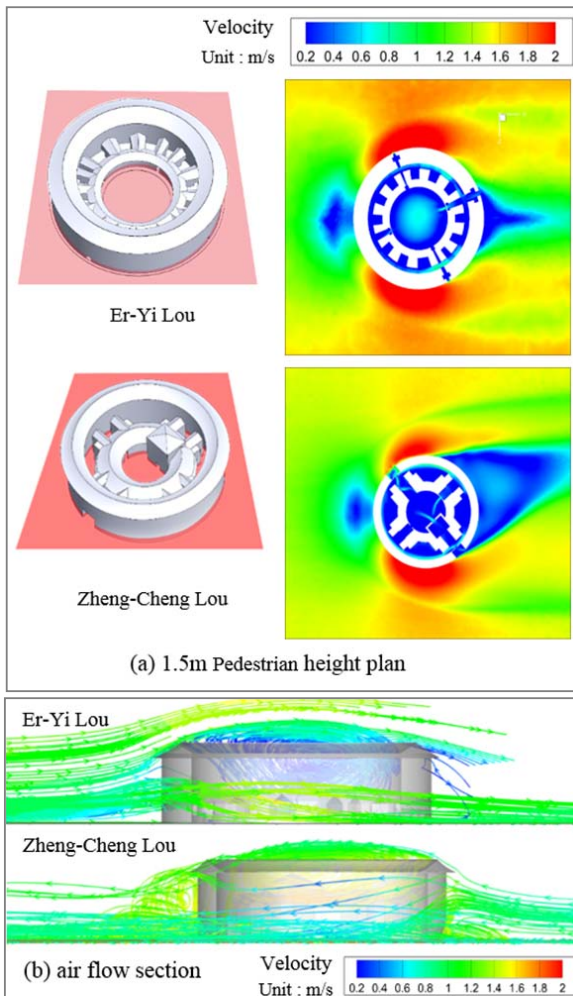 Velocity
Unit : m/s
0.2 0.4 0.6 0.8 1 1.2 1.4 1.6 1.8 2
Er-Yi Lou
Zheng-Cheng Lou
(a) 1.5m Pedestrian height plan
Er-Yi Lou
Zheng-Cheng Lou
(b) air flow section
Velocity
Unit : m/s
0.2 0.4 0.6 0.8 1 1.2 1.4 1.6 1.8 2